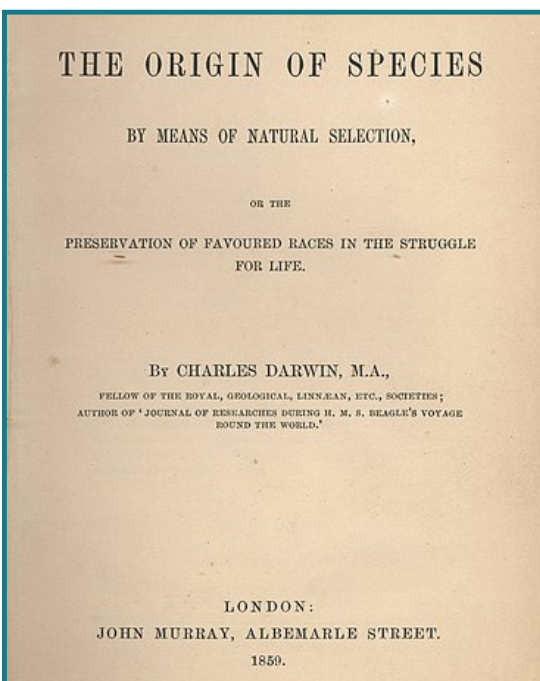 THE ORIGIN OF SPECIES
BY MEANS OF NATURAL SELECTION,
OR THE
PRESERVATION OF FAVOURED RACES IN THE STRUGGLE
FOR LIFE.
BY CHARLES DARWIN, M.A.,
FELLOW OF THE ROYAL, GEOLOGICAL, LINNÆAN, ETC., SOCIETIES;
AUTHOR OF ‘JOURNAL OF RESEARCHES DURING H. M. S. BEAGLE'S VOYAGE
ROUND THE WORLD.’
LONDON:
JOHN MURRAY, ALBEMARLE STREET.
1859.